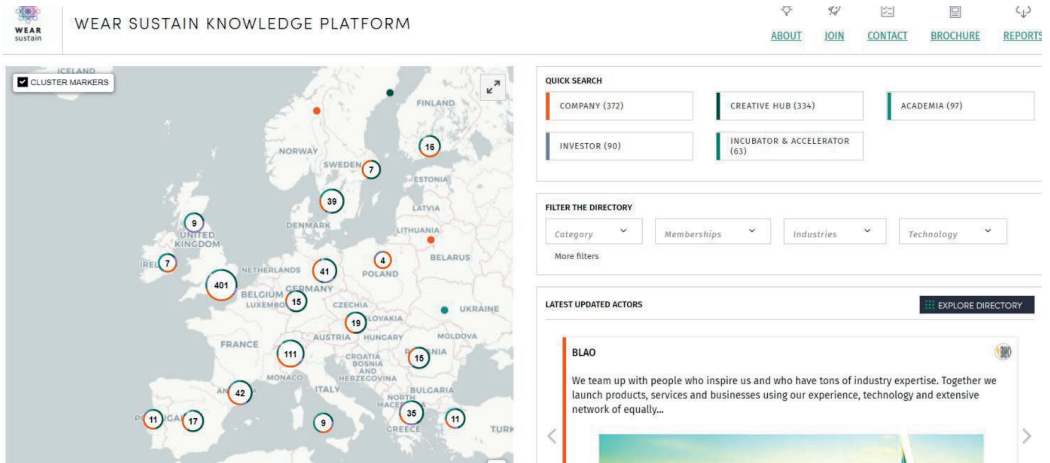 WEAR
sustain
WEAR SUSTAIN KNOWLEDGE PLATFORM
ABOUT
JOIN
CONTACT
BROCHURE
REPORTS
CLUSTER MARKERS
ICELAND
FINLAND
NORWAY
16
SWEDEN
7
ESTONIA
39
LATVIA
9
DENMARK
LITHUANIA
UNITED
KINGDOM
7
BELARUS
NETHERLANDS
41
4
POLAND
401
GERMANY
BELGIUM
15
CZECHIA
UKRAINE
19
AUSTRIA
HUNGARY
MOLDOVA
FRANCE
111
CROATIA
15
BOSNIA
AND
HERZEGOVINA
MONACO
ITALY
BULGARIA
42
NORTH
35
11
17
9
GREECE
11
QUICK SEARCH
COMPANY (372)
CREATIVE HUB (334)
ACADEMIA (97)
INVESTOR (90)
INCUBATOR & ACCELERATOR
(63)
FILTER THE DIRECTORY
Category
Memberships
Industries
Technology
More filters
LATEST UPDATED ACTORS
EXPLORE DIRECTORY
BLAO
We team up with people who inspire us and who have tons of industry expertise. Together we
launch products, services and businesses using our experience, technology and extensive
network of equally...